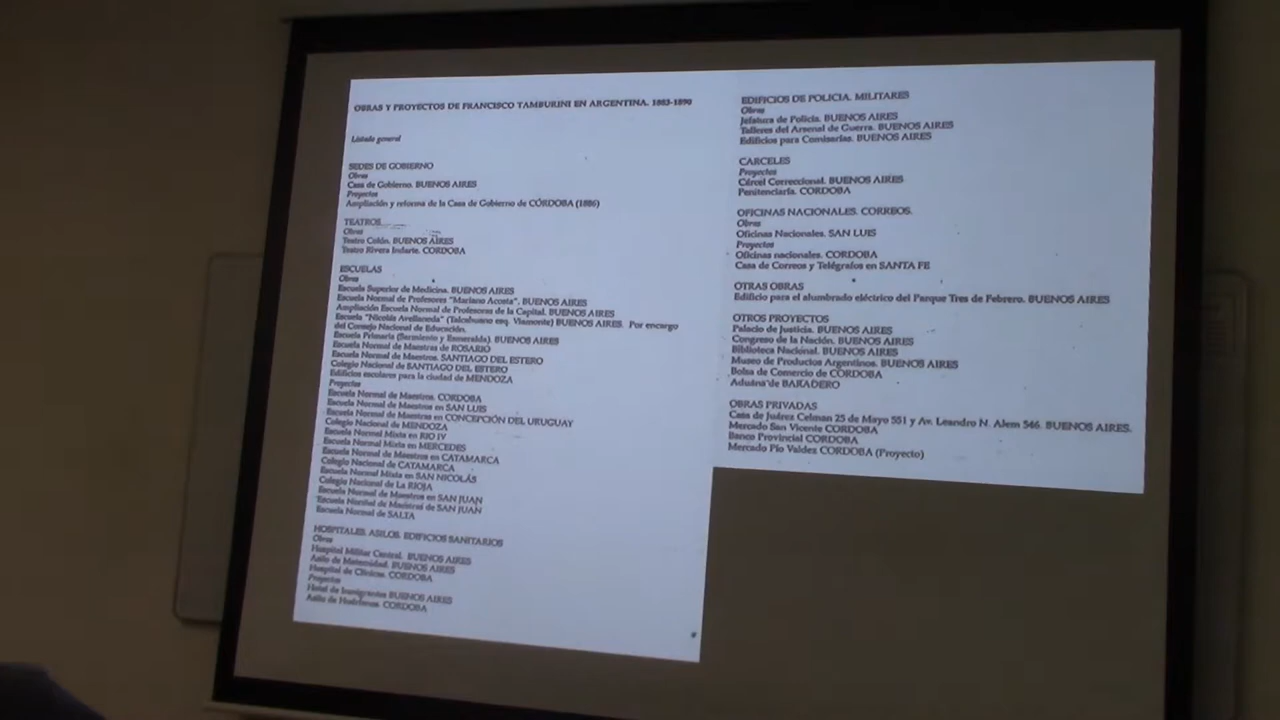 OBRAS Y PROYECTOS DE FRANCISCO TAMBURINI EN ARGENTINA. 1883-1890
Listado general
SEDES DE GOBIERNO
Obras
Casa de Gobierno. BUENOS AIRES
Proyectos
Ampliación y reforma de la Casa de Gobierno de CÓRDOBA (1886)
TEATROS
Obras
Teatro Colón. BUENOS AIRES
Teatro Rivera Indarte. CORDOBA
ESCUELAS
Obras
Escuela Superior de Medicina. BUENOS AIRES
Escuela Normal de Profesores "Mariano Acosta". BUENOS AIRES
Ampliación Escuela Normal de Profesoras de la Capital. BUENOS AIRES
Escuela "Nicolás Avellaneda" (Talcahuano esq. Viamonte) BUENOS AIRES. Por encargo
del Consejo Nacional de Educación.
Escuela Primaria (Sarmiento y Esmeralda). BUENOS AIRES
Escuela Normal de Maestras de ROSARIO
Escuela Normal de Maestros. SANTIAGO DEL ESTERO
Colegio Nacional de SANTIAGO DEL ESTERO
Edificios escolares para la ciudad de MENDOZA
Proyectos
Escuela Normal de Maestros. CORDOBA
Escuela Normal de Maestros en SAN LUIS
Escuela Normal de Maestras en CONCEPCIÓN DEL URUGUAY
Colegio Nacional de MENDOZA
Escuela Normal Mixta en RIO IV
Escuela Normal Mixta en MERCEDES
Escuela Normal de Maestros en CATAMARCA
Colegio Nacional de CATAMARCA
Escuela Normal Mixta en SAN NICOLÁS
Colegio Nacional de La RIOJA
Escuela Normal de Maestros en SAN JUAN
Escuela Normal de Maestras de SAN JUAN
Escuela Normal de SALTA
HOSPITALES. ASILOS. EDIFICIOS SANITARIOS
Obras
Hospital Militar Central. BUENOS AIRES
Asilo de Maternidad. BUENOS AIRES
Hospital de Clínicas. CORDOBA
Proyectos
Hotel de Inmigrantes BUENOS AIRES
Asilo de Huérfanos. CORDOBA
EDIFICIOS DE POLICIA. MILITARES
Obras
Jefatura de Policía. BUENOS AIRES
Talleres del Arsenal de Guerra. BUENOS AIRES
Edificios para Comisarías. BUENOS AIRES
CARCELES
Proyectos
Cárcel Correccional. BUENOS AIRES
Penitenciaría. CORDOBA
OFICINAS NACIONALES. CORREOS.
Obras
Oficinas Nacionales. SAN LUIS
Proyectos
Oficinas nacionales. CORDOBA
Casa de Correos y Telégrafos en SANTA FE
OTRAS OBRAS
Edificio para el alumbrado eléctrico del Parque Tres de Febrero. BUENOS AIRES
OTROS PROYECTOS
Palacio de Justicia. BUENOS AIRES
Congreso de la Nación. BUENOS AIRES
Biblioteca Nacional. BUENOS AIRES
Museo de Productos Argentinos. BUENOS AIRES
Bolsa de Comercio de CÓRDOBA
Aduana de BARADERO
OBRAS PRIVADAS
Casa de Juárez Celman 25 de Mayo 551 y Av. Leandro N. Alem 546. BUENOS AIRES.
Mercado San Vicente CORDOBA
Banco Provincial CORDOBA
Mercado Pío Valdez CORDOBA (Proyecto)